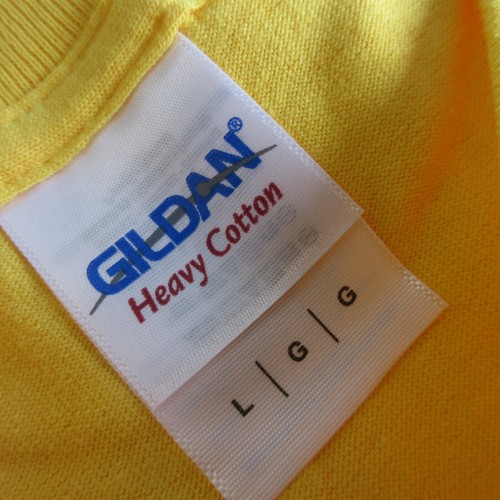 GILDAN®
Heavy Cotton
L | G | G